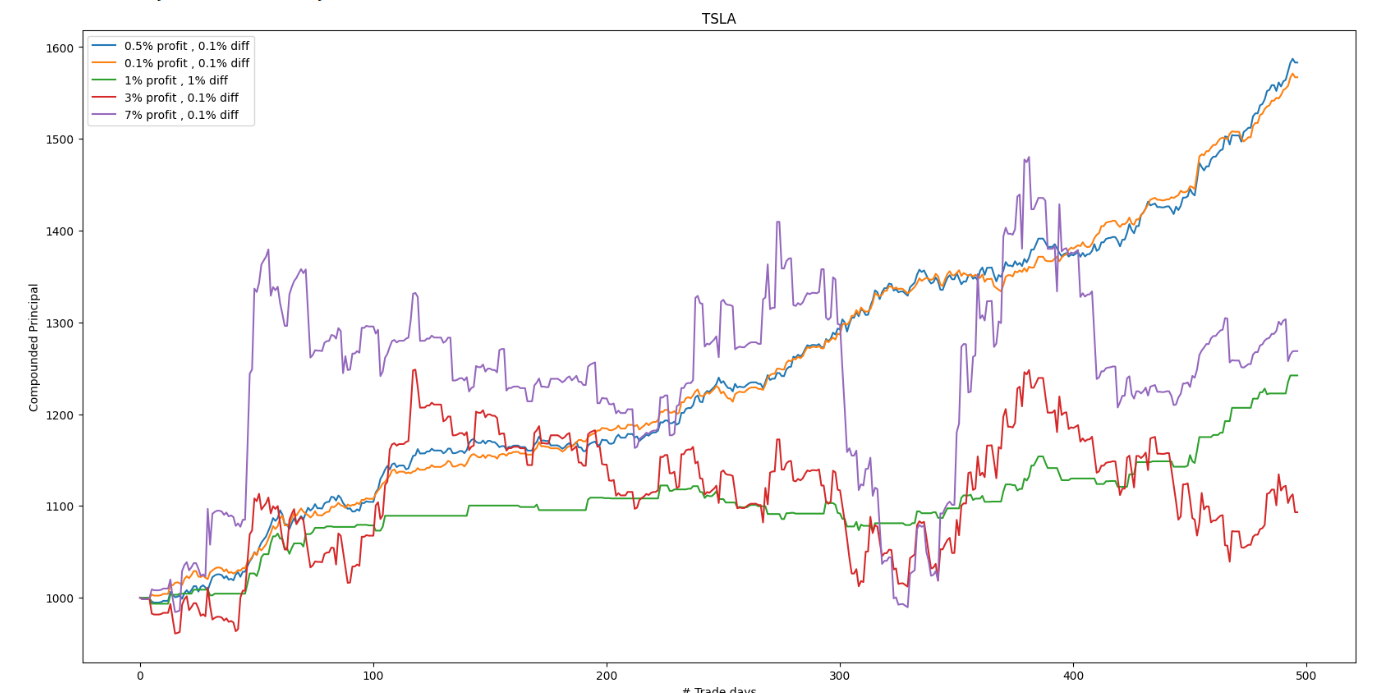 TSLA
0.5% profit , 0.1% diff
0.1% profit , 0.1% diff
1% profit , 1% diff
3% profit , 0.1% diff
7% profit , 0.1% diff
Compounded Principal
1600
1500
1400
1300
1200
1100
1000
0 100 200 300 400 500
# Trade days